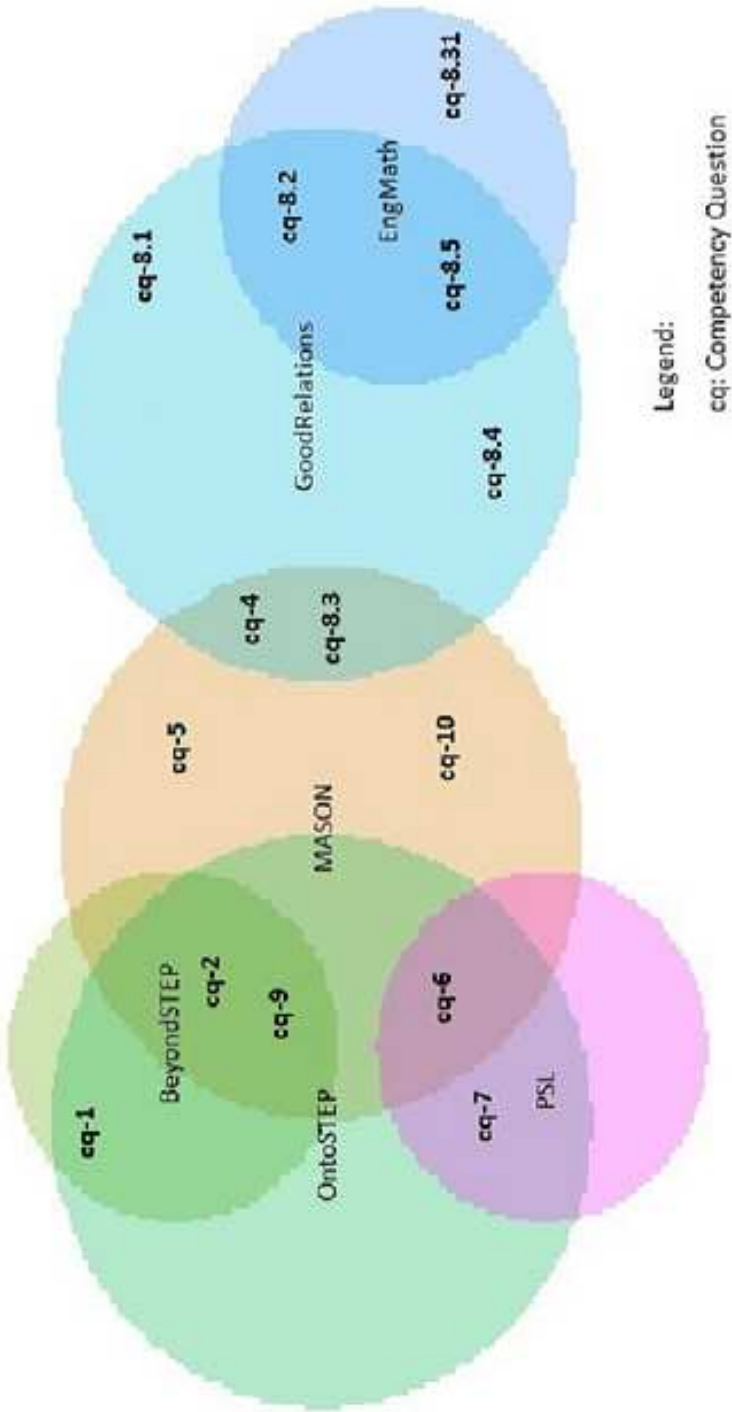 cq-1
BeyondSTEP
cq-2
cq-9
OntoSTEP
cq-7
PSL
cq-6
MASON
cq-5
cq-10
cq-4
cq-8.3
GoodRelations
cq-8.4
cq-8.1
cq-8.2
EngMath
cq-8.5
cq-8.31
Legend:
cq: Competency Question